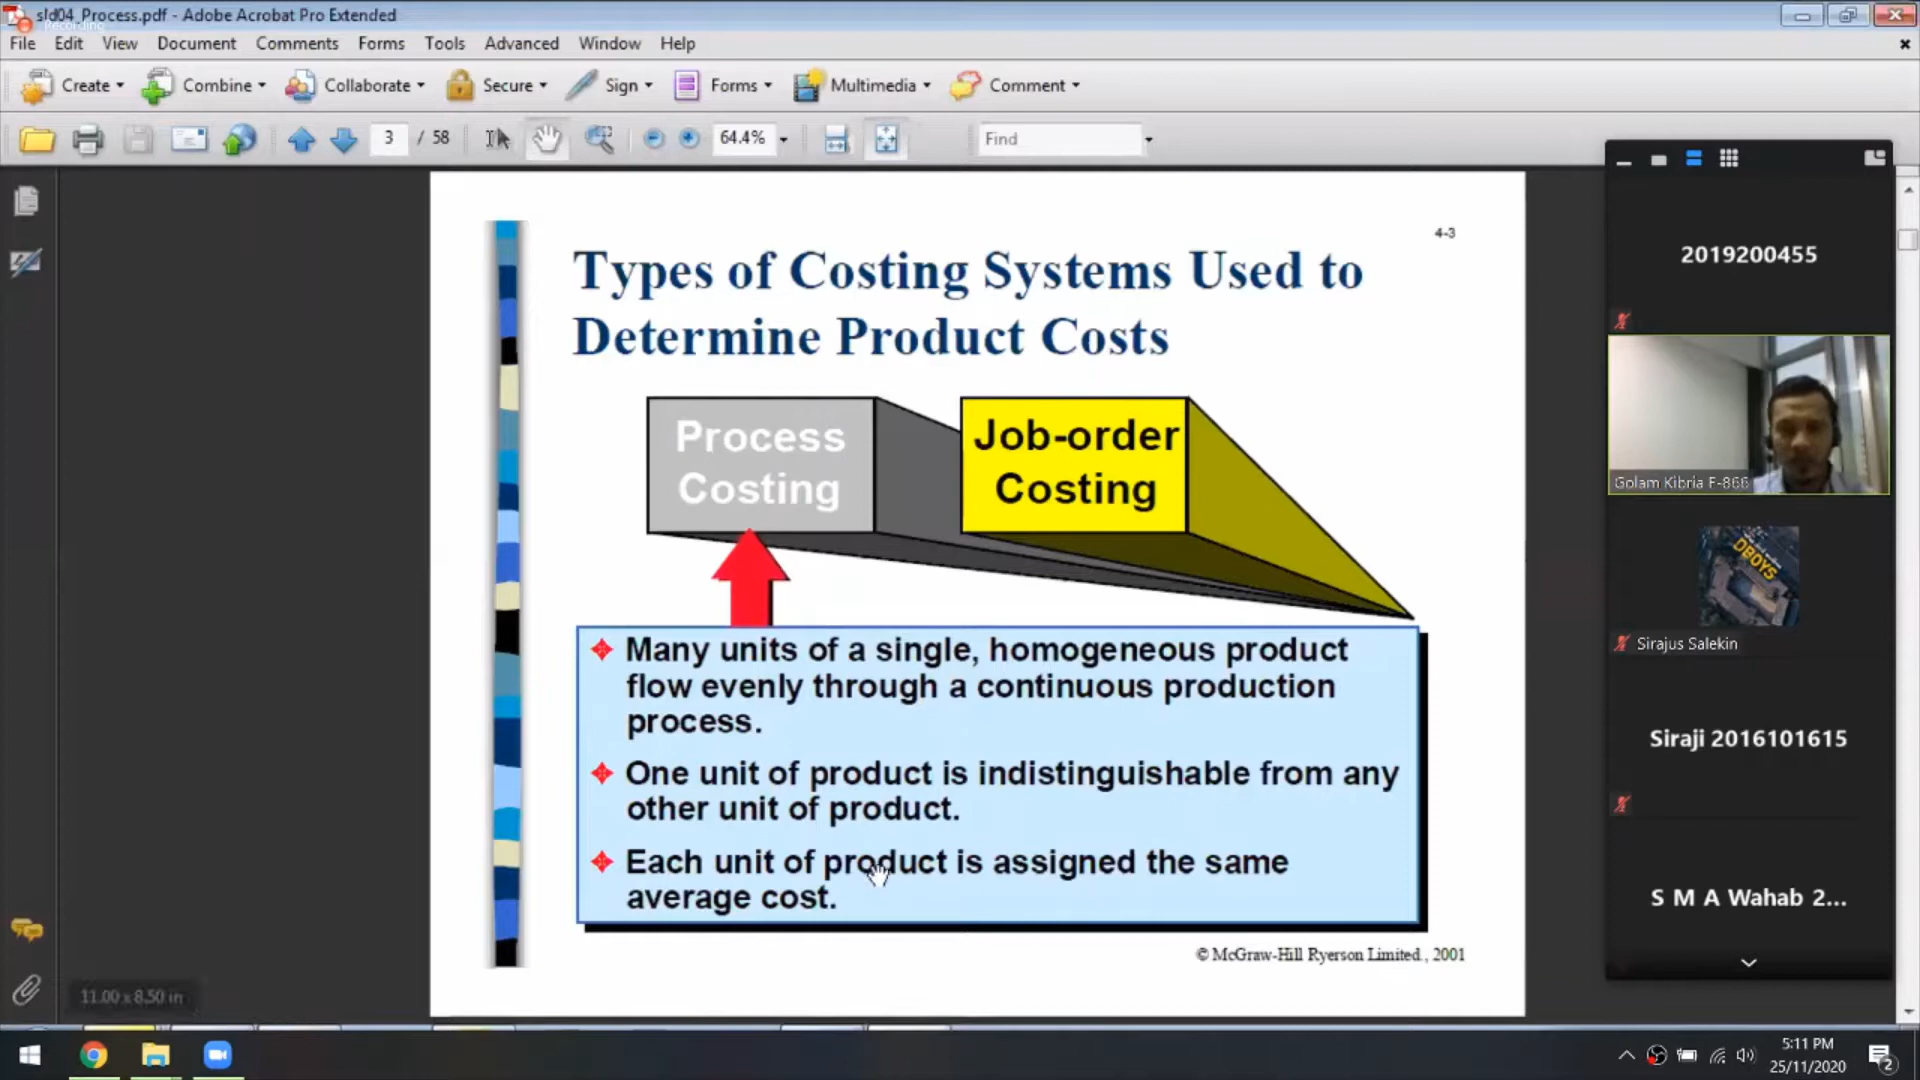 sld04_Process.pdf - Adobe Acrobat Pro Extended
Recording
File Edit View Document Comments Forms Tools Advanced Window Help
Create Combine Collaborate Secure Sign Forms Multimedia Comment
3 / 58 64.4% Find
4-3
Types of Costing Systems Used to
Determine Product Costs
Process
Costing
Job-order
Costing
Many units of a single, homogeneous product
flow evenly through a continuous production
process.
One unit of product is indistinguishable from any
other unit of product.
Each unit of product is assigned the same
average cost.
© McGraw-Hill Ryerson Limited., 2001
11.00 x 8.50 in
2019200455
Golam Kibria F-866
DBOYS
Sirajus Salekin
Siraji 2016101615
S M A Wahab 2...
5:11 PM
25/11/2020
2